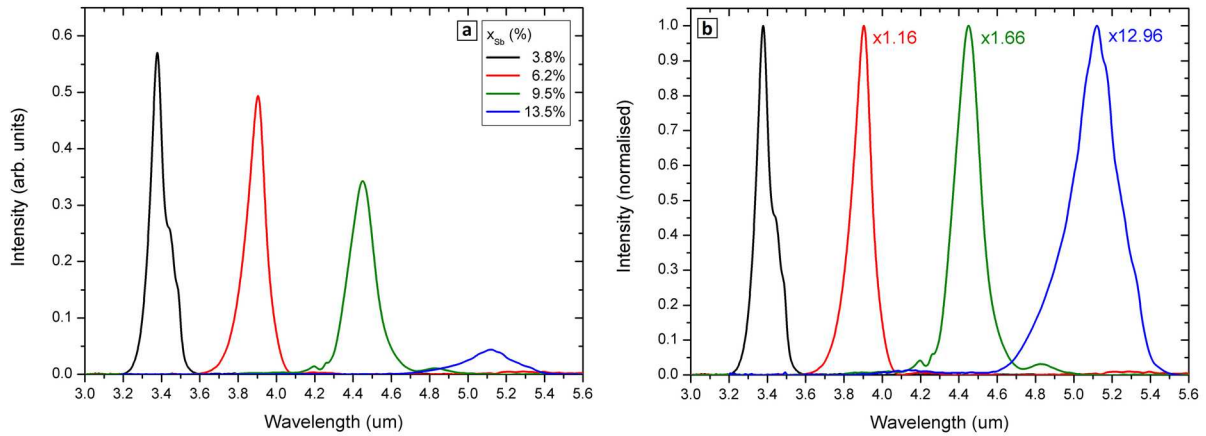 a
x_Sb (%)
3.8%
6.2%
9.5%
13.5%
0.6
0.5
0.4
0.3
0.2
0.1
0.0
Intensity (arb. units)
3.0 3.2 3.4 3.6 3.8 4.0 4.2 4.4 4.6 4.8 5.0 5.2 5.4 5.6
Wavelength (um)
b
x1.16
x1.66
x12.96
1.0
0.9
0.8
0.7
0.6
0.5
0.4
0.3
0.2
0.1
0.0
Intensity (normalised)
3.0 3.2 3.4 3.6 3.8 4.0 4.2 4.4 4.6 4.8 5.0 5.2 5.4 5.6
Wavelength (um)